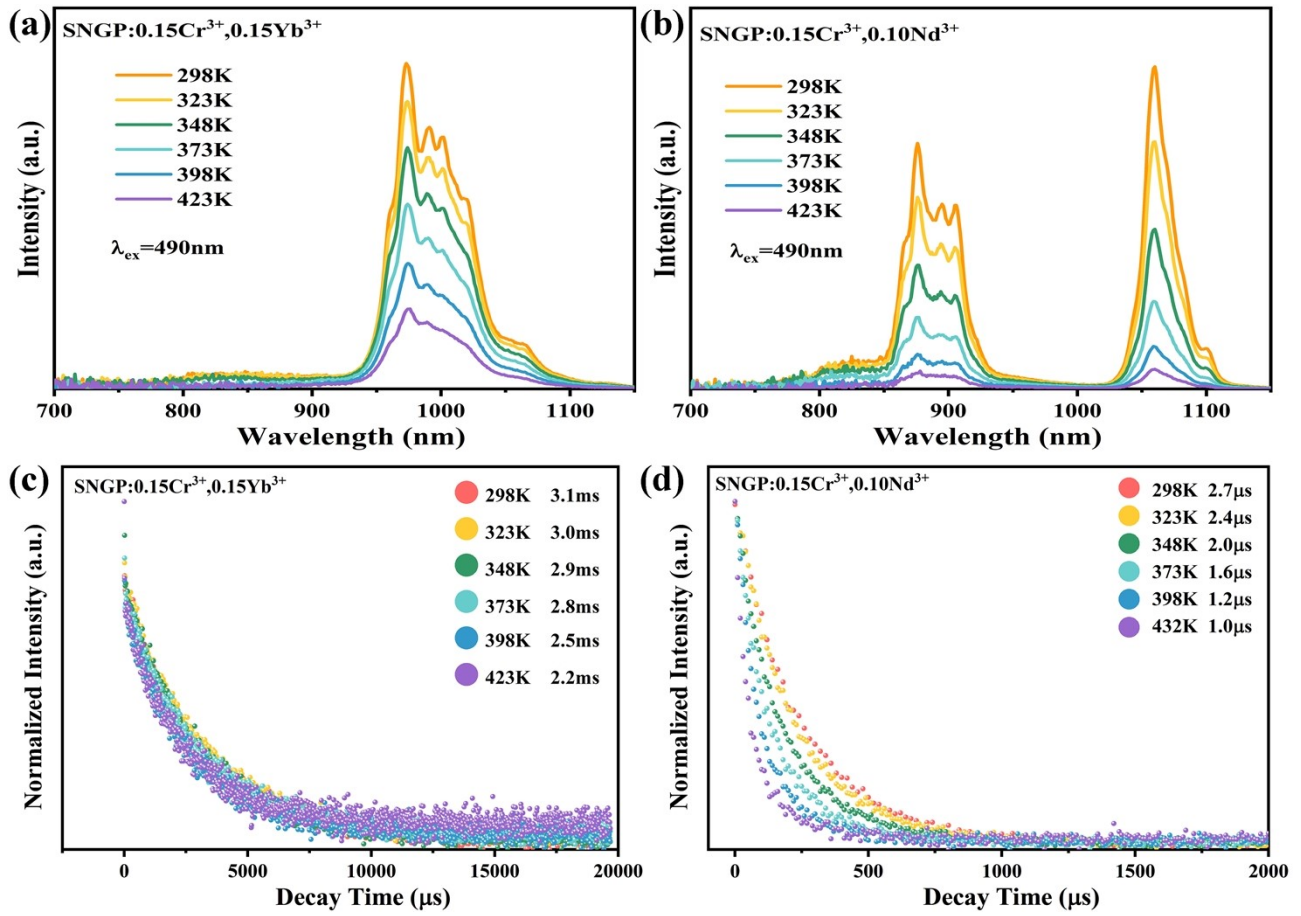 (a)
SNGP:0.15Cr³⁺,0.15Yb³⁺
298K
323K
348K
373K
398K
423K
λex=490nm
Intensity (a.u.)
700 800 900 1000 1100
Wavelength (nm)
(b)
SNGP:0.15Cr³⁺,0.10Nd³⁺
298K
323K
348K
373K
398K
423K
λex=490nm
Intensity (a.u.)
700 800 900 1000 1100
Wavelength (nm)
(c)
SNGP:0.15Cr³⁺,0.15Yb³⁺
298K 3.1ms
323K 3.0ms
348K 2.9ms
373K 2.8ms
398K 2.5ms
423K 2.2ms
Normalized Intensity (a.u.)
0 5000 10000 15000 20000
Decay Time (μs)
(d)
SNGP:0.15Cr³⁺,0.10Nd³⁺
298K 2.7μs
323K 2.4μs
348K 2.0μs
373K 1.6μs
398K 1.2μs
432K 1.0μs
Normalized Intensity (a.u.)
0 500 1000 1500 2000
Decay Time (μs)